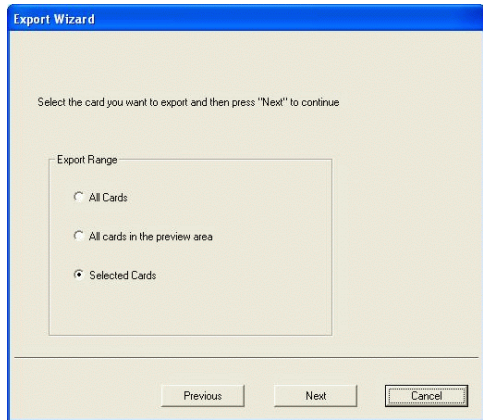 Export Wizard
Select the card you want to export and then press "Next" to continue
Export Range
All Cards
All cards in the preview area
Selected Cards
Previous Next Cancel